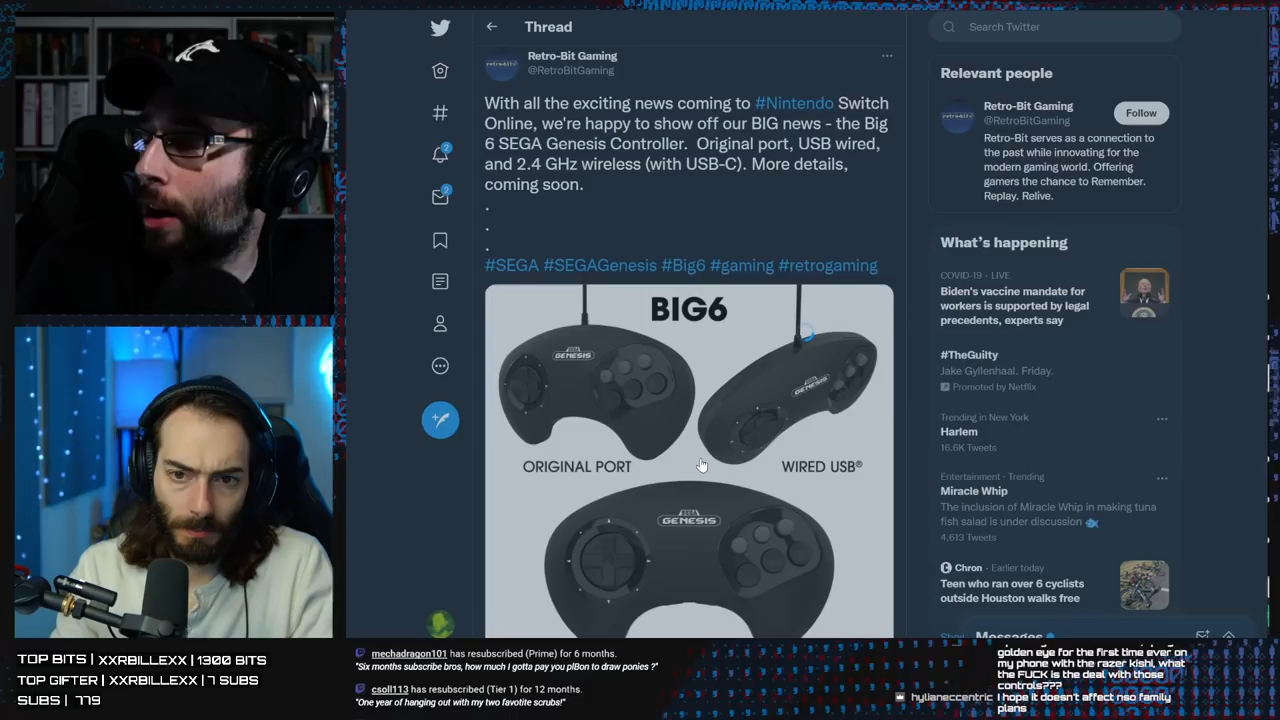 Thread
Retro-Bit Gaming
@RetroBitGaming
With all the exciting news coming to #Nintendo Switch
Online, we're happy to show off our BIG news - the Big
6 SEGA Genesis Controller. Original port, USB wired,
and 2.4 GHz wireless (with USB-C). More details,
coming soon.
.
.
.
#SEGA #SEGAGenesis #Big6 #gaming #retrogaming
BIG6
SEGA
GENESIS
GENESIS
ORIGINAL PORT
WIRED USB®
SEGA
GENESIS
2
2
Search Twitter
Relevant people
Retro-Bit Gaming
@RetroBitGaming
Follow
Retro-Bit serves as a connection to
the past while innovating for the
modern gaming world. Offering
gamers the chance to Remember.
Replay. Relive.
What's happening
COVID-19 · LIVE
Biden's vaccine mandate for
workers is supported by legal
precedents, experts say
#TheGuilty
Jake Gyllenhaal. Friday.
Promoted by Netflix
Trending in New York
Harlem
16.6K Tweets
Entertainment · Trending
Miracle Whip
The inclusion of Miracle Whip in making tuna
fish salad is under discussion
4,613 Tweets
Chron · Earlier today
Teen who ran over 6 cyclists
outside Houston walks free
Messages
TOP BITS | XXRBILLEXX | 1300 BITS
TOP GIFTER | XXRBILLEXX | 7 SUBS
SUBS | 779
mechadragon101 has resubscribed (Prime) for 6 months.
"Six months subscribe bros, how much I gotta pay you plBon to draw ponies ?"
csoll113 has resubscribed (Tier 1) for 12 months.
"One year of hanging out with my two favotite scrubs!"
golden eye for the first time ever on
my phone with the razer kishi, what
the FUCK is the deal with those
controls???
hylianeccentric
I hope it doesn't affect nso family
plans